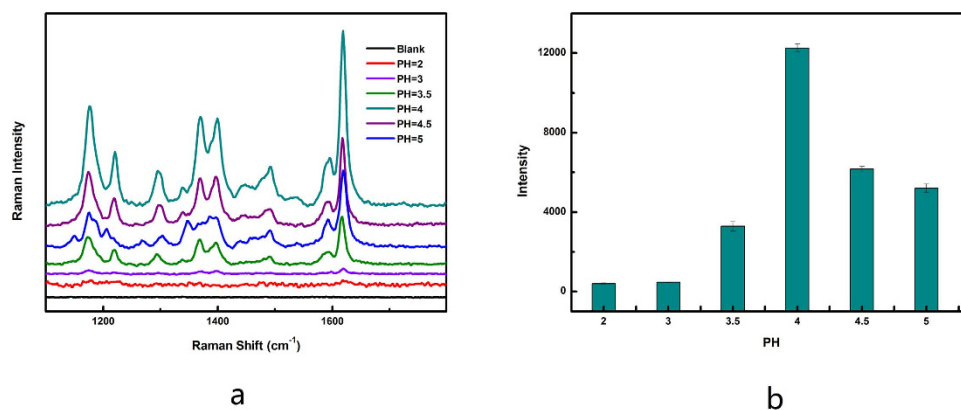 Blank
PH=2
PH=3
PH=3.5
PH=4
PH=4.5
PH=5
Raman Intensity
1200 1400 1600
Raman Shift (cm⁻¹)
a
12000
8000
4000
0
Intensity
2 3 3.5 4 4.5 5
PH
b